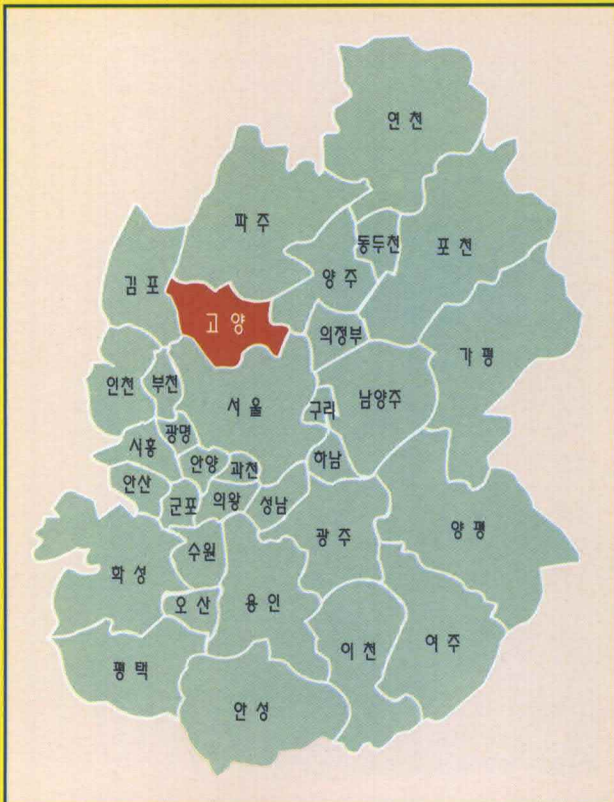 연 천
파 주
동두천
포 천
양 주
김 포
고 양
의정부
가 평
인천
부천
서 울
구리
남양주
광명
시흥
안양
과천
하남
안산
군포
의왕
성남
광 주
양 평
수원
화 성
오 산
용 인
이 천
여 주
평 택
안 성